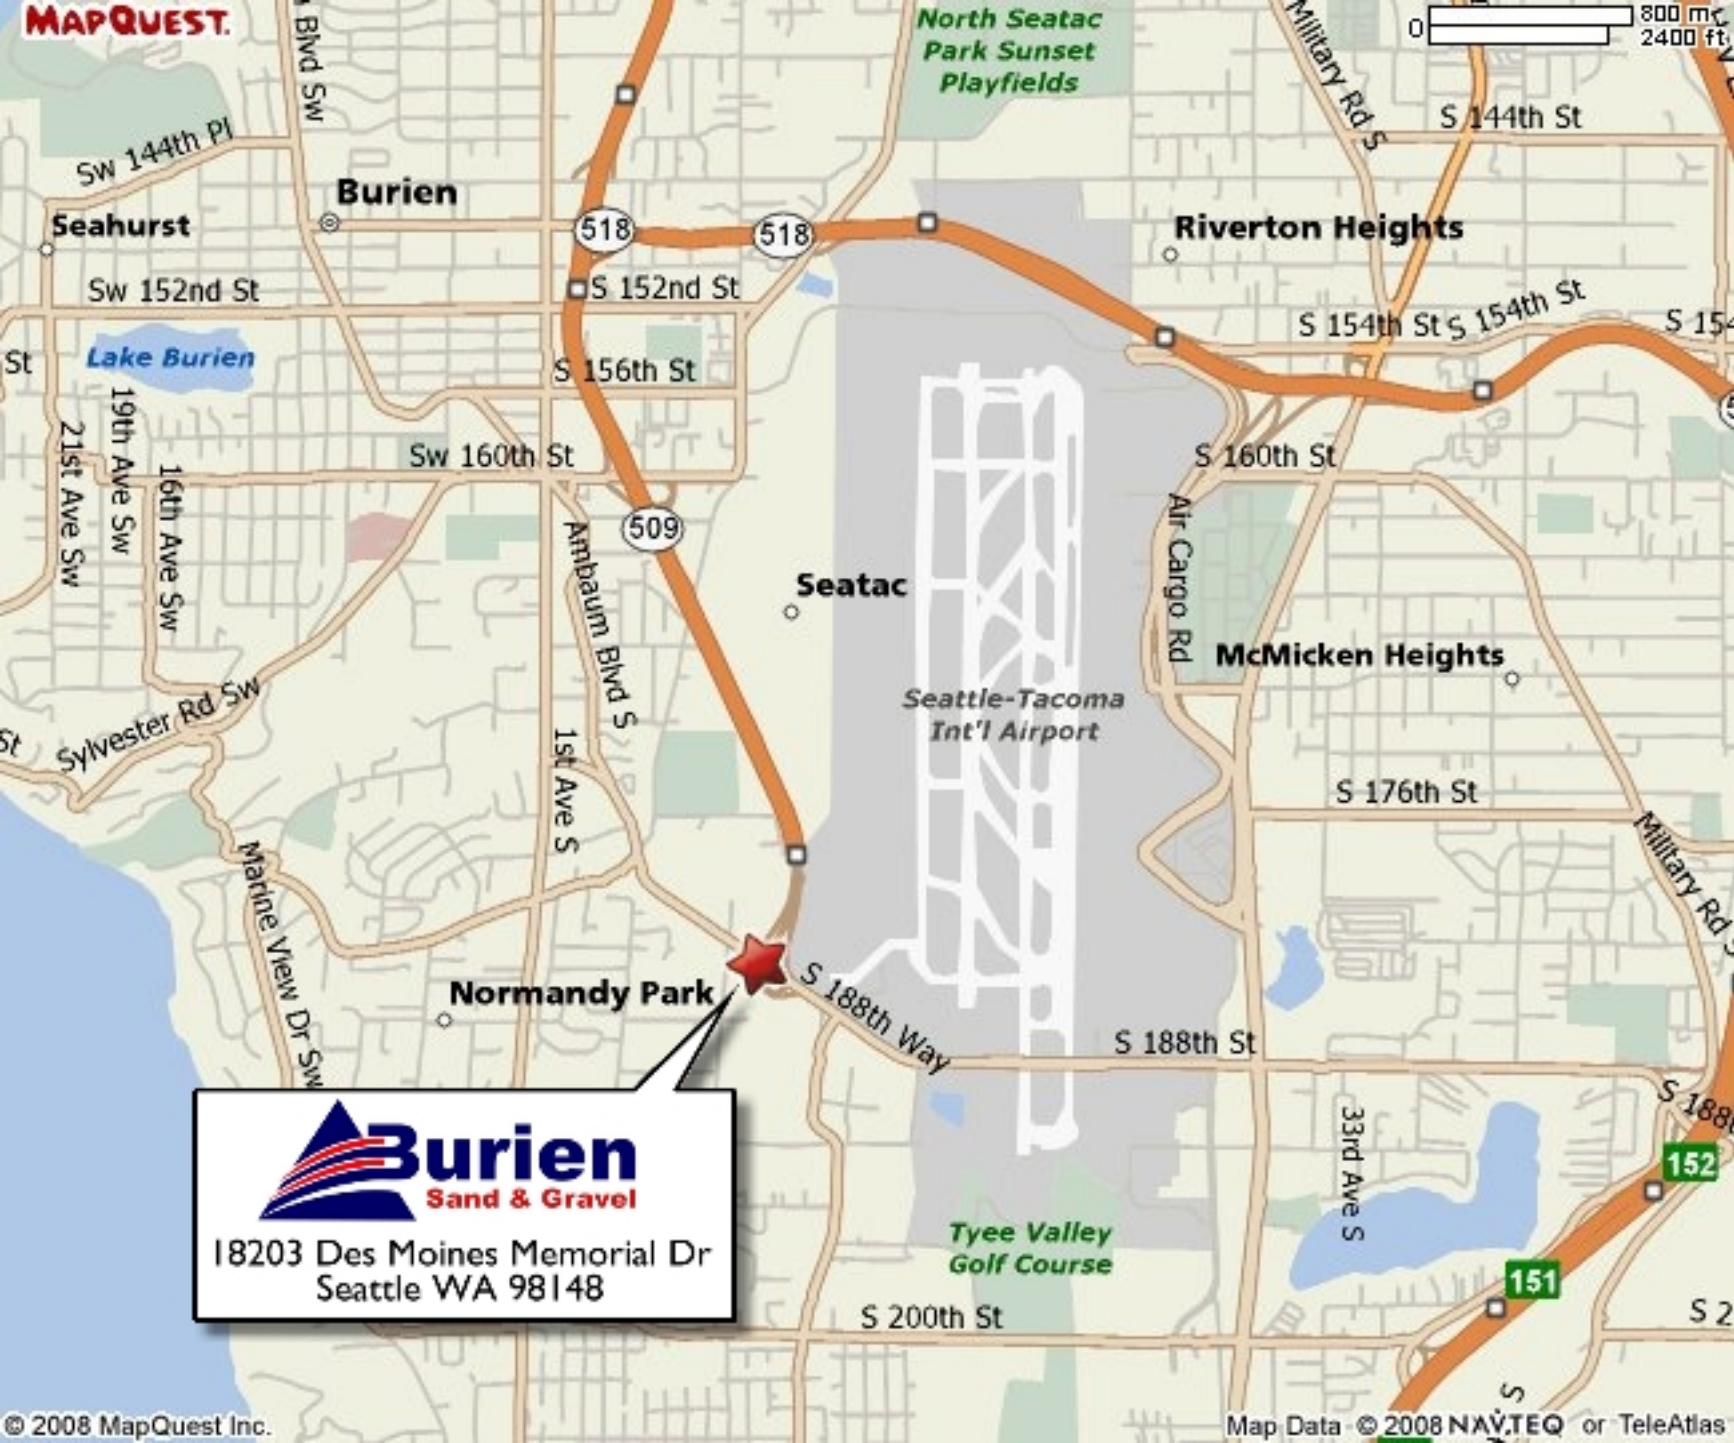 MAPQUEST.
Blvd Sw
North Seatac
Park Sunset
Playfields
Military Rd S
0
800 m
2400 ft
S 144th St
Sw 144th Pl
Burien
Seahurst
518
518
Riverton Heights
Sw 152nd St
S 152nd St
S 154th St
S 154th St
S 154
St
Lake Burien
S 156th St
19th Ave Sw
21st Ave Sw
16th Ave Sw
Sw 160th St
S 160th St
509
Ambaum Blvd S
Air Cargo Rd
Seatac
McMicken Heights
Seattle-Tacoma
Int'l Airport
St
Sylvester Rd Sw
1st Ave S
S 176th St
Military Rd S
Marine View Dr Sw
Normandy Park
S 188th Way
S 188th St
S 188t
33rd Ave S
152
Burien
Sand & Gravel
18203 Des Moines Memorial Dr
Seattle WA 98148
Tyee Valley
Golf Course
151
S 200th St
S 2
S
© 2008 MapQuest Inc.
Map Data © 2008 NAVTEQ or TeleAtlas